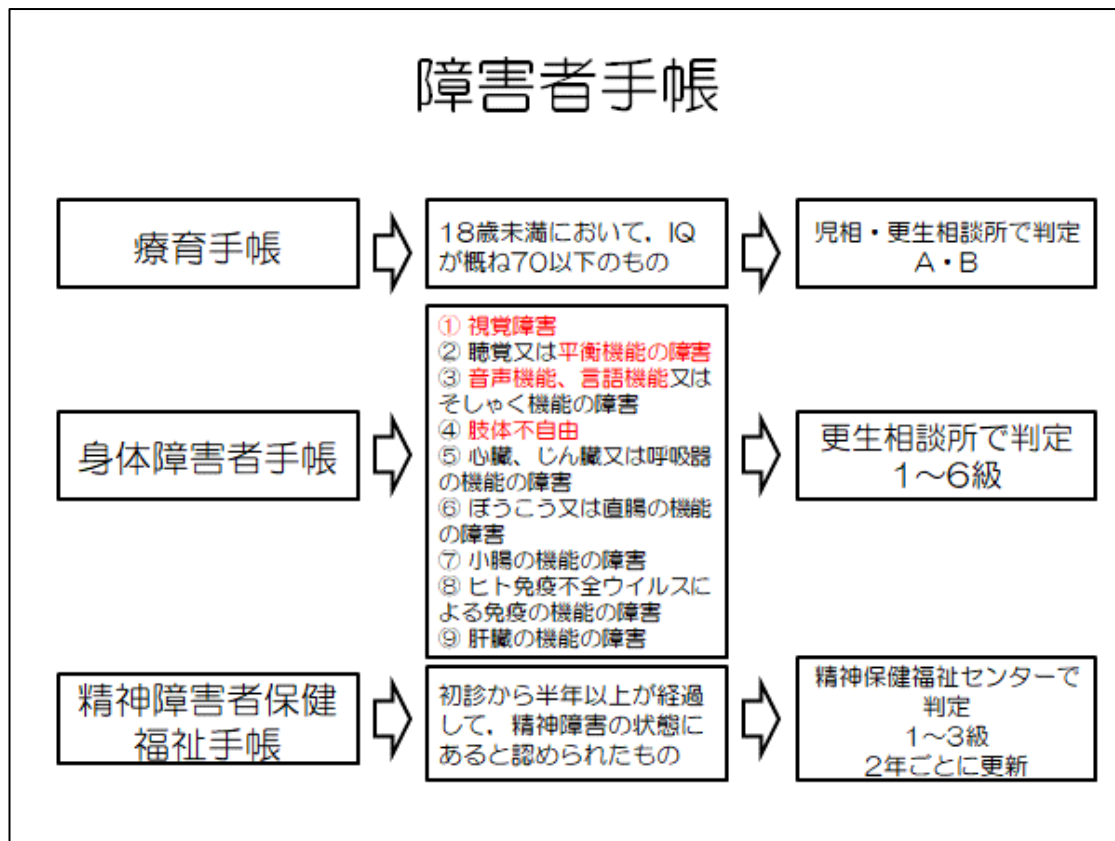 障害者手帳
療育手帳
18歳未満において，IQ
が概ね70以下のもの
児相・更生相談所で判定
A・B
身体障害者手帳
① 視覚障害
② 聴覚又は平衡機能の障害
③ 音声機能、言語機能又は
そしゃく機能の障害
④ 肢体不自由
⑤ 心臓、じん臓又は呼吸器
の機能の障害
⑥ ぼうこう又は直腸の機能
の障害
⑦ 小腸の機能の障害
⑧ ヒト免疫不全ウイルスに
よる免疫の機能の障害
⑨ 肝臓の機能の障害
更生相談所で判定
1～6級
精神障害者保健
福祉手帳
初診から半年以上が経過
して，精神障害の状態に
あると認められたもの
精神保健福祉センターで
判定
1～3級
2年ごとに更新